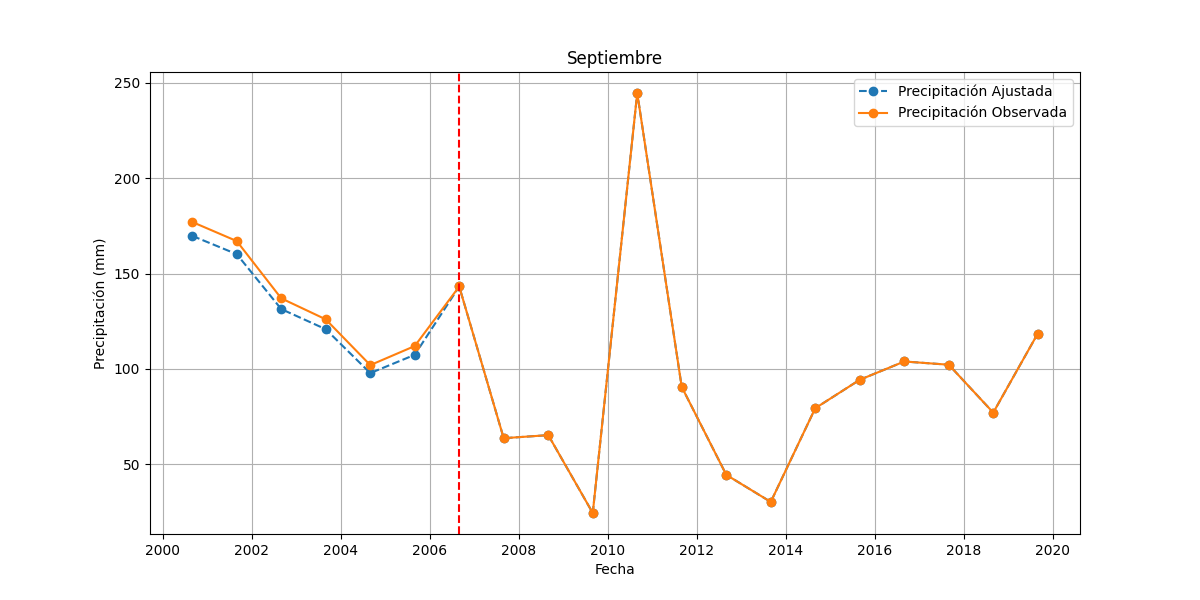 Septiembre
Precipitación Ajustada
Precipitación Observada
Precipitación (mm)
250
200
150
100
50
2000 2002 2004 2006 2008 2010 2012 2014 2016 2018 2020
Fecha